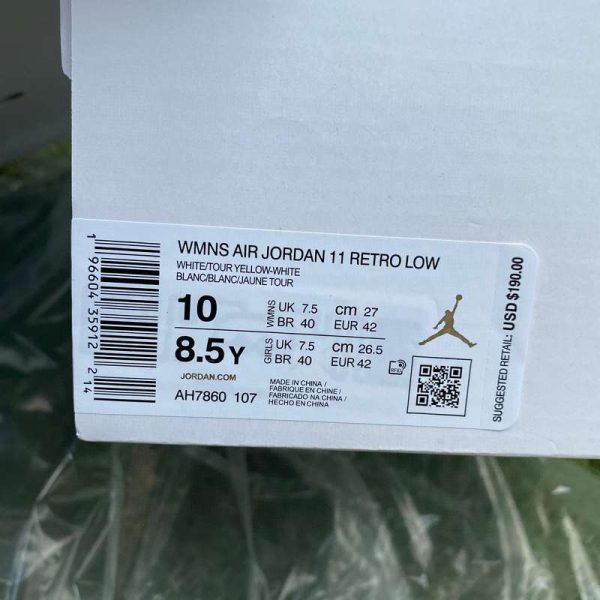 WMNS AIR JORDAN 11 RETRO LOW
WHITE/TOUR YELLOW-WHITE
BLANC/BLANC/JAUNE TOUR
10 WMNS UK 7.5 cm 27
BR 40 EUR 42
8.5Y GIRLS UK 7.5 cm 26.5
BR 40 EUR 42
JORDAN.COM
AH7860 107
MADE IN CHINA /
FABRIQUE EN CHINE /
FABRICADO NA CHINA /
HECHO EN CHINA
1 96604 35912 2 14
SUGGESTED RETAIL: USD $190.00